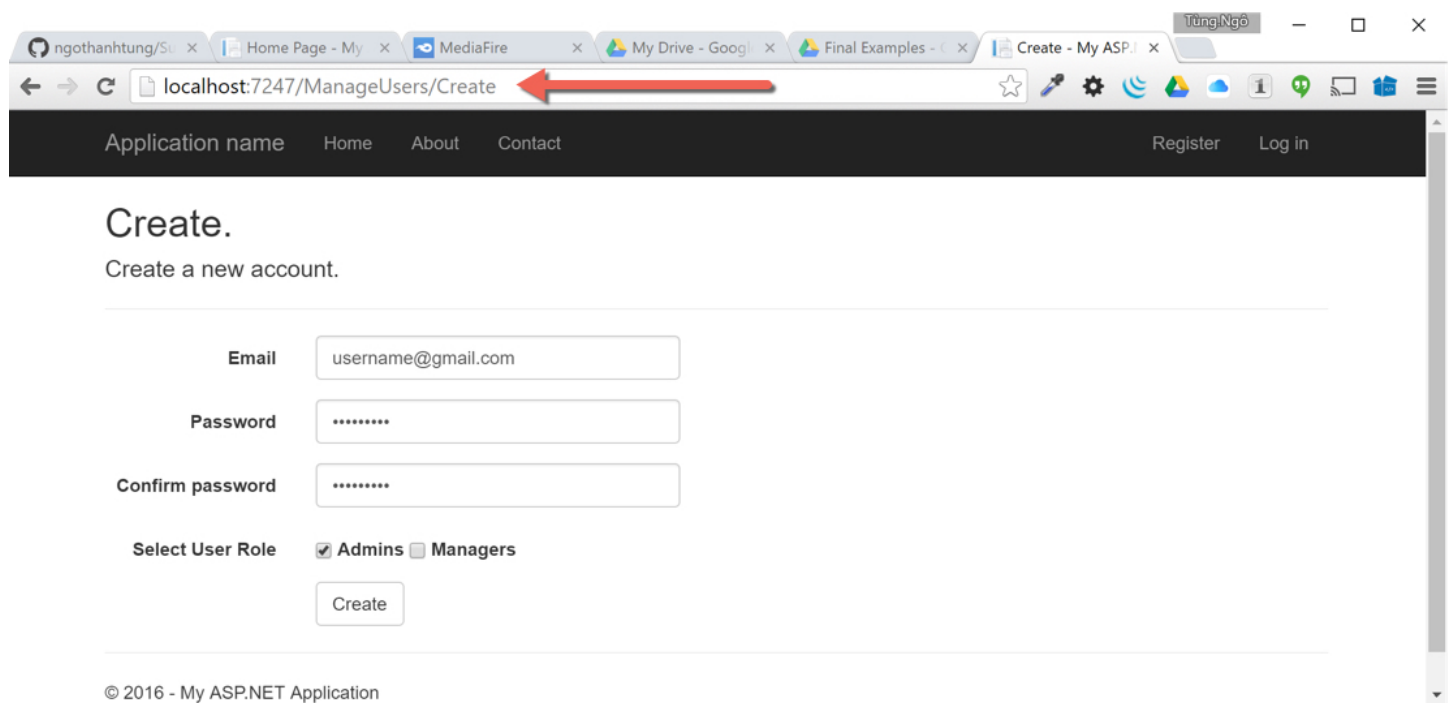 Tùng Ngô
ngothanhtung/Su
Home Page - My
MediaFire
My Drive - Googl
Final Examples - G
Create - My ASP.
localhost:7247/ManageUsers/Create
1
Application name Home About Contact Register Log in
Create.
Create a new account.
Email username@gmail.com
Password •••••••••
Confirm password •••••••••
Select User Role Admins Managers
Create
© 2016 - My ASP.NET Application